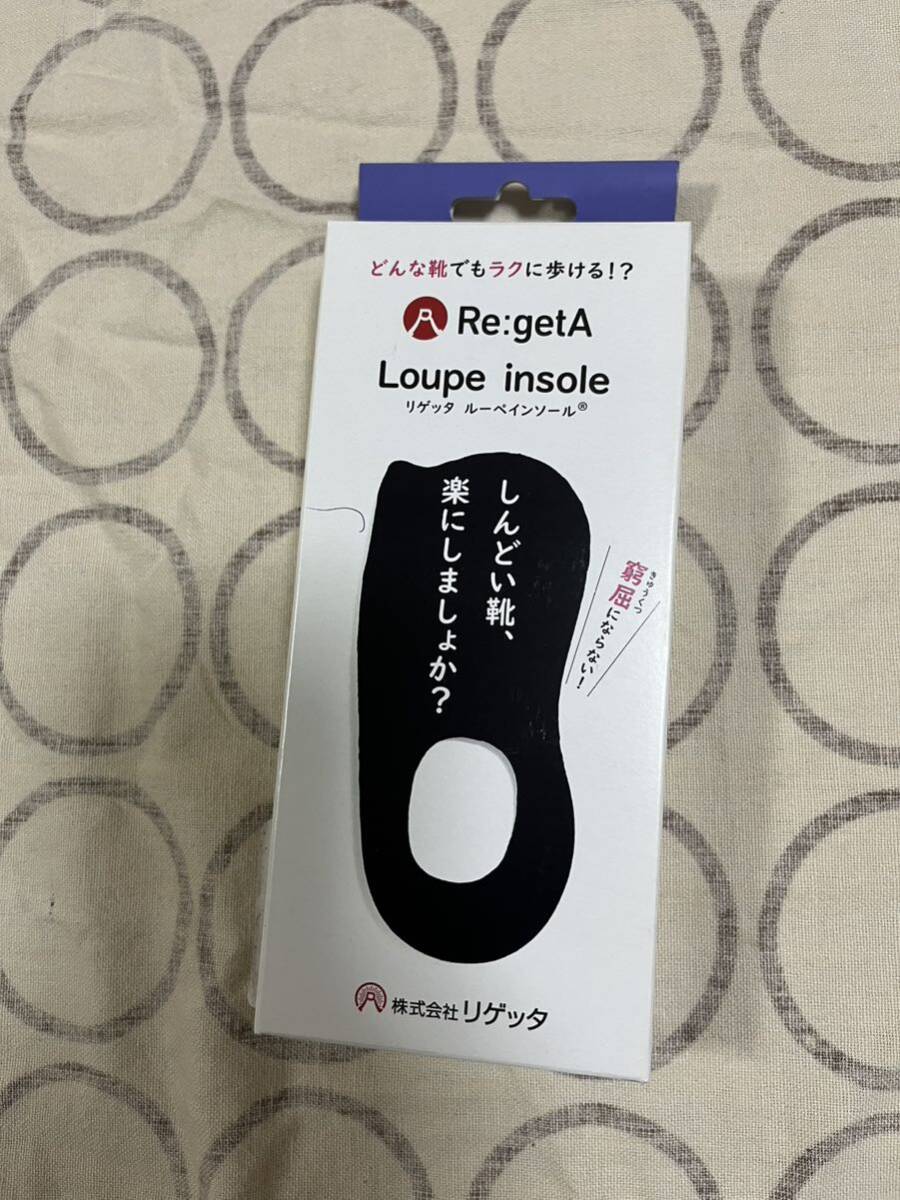 どんな靴でもラクに歩ける!?
Re:getA
Loupe insole
リゲッタ ルーペインソール®
しんどい靴、
楽にしましょか?
きゅうくつ
窮屈にならない!
株式会社リゲッタ